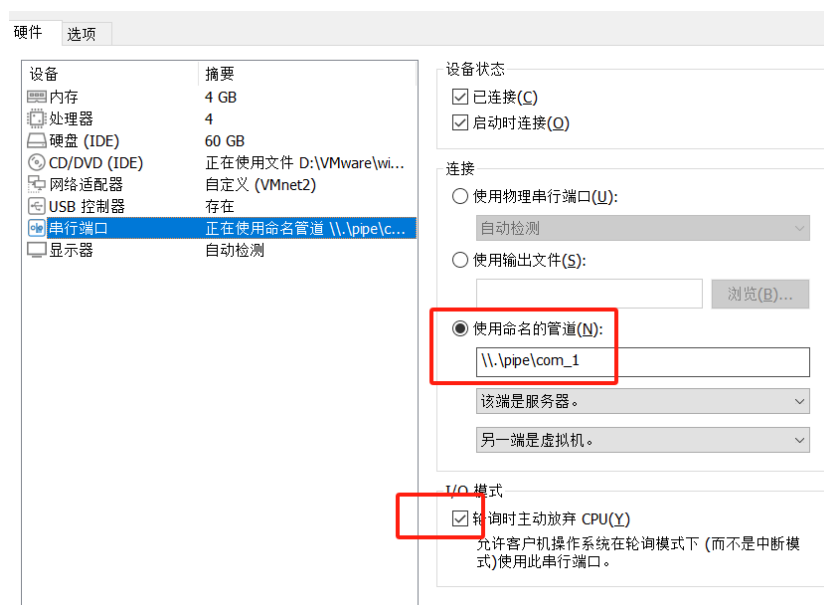 硬件
选项
设备
摘要
内存
4 GB
处理器
4
硬盘 (IDE)
60 GB
CD/DVD (IDE)
正在使用文件 D:\VMware\wi...
网络适配器
自定义 (VMnet2)
USB 控制器
存在
串行端口
正在使用命名管道 \\.\pipe\c...
显示器
自动检测
设备状态
已连接(C)
启动时连接(O)
连接
使用物理串行端口(U):
自动检测
使用输出文件(S):
浏览(B)...
使用命名的管道(N):
\\.\pipe\com_1
该端是服务器。
另一端是虚拟机。
I/O 模式
轮询时主动放弃 CPU(Y)
允许客户机操作系统在轮询模式下 (而不是中断模
式)使用此串行端口。